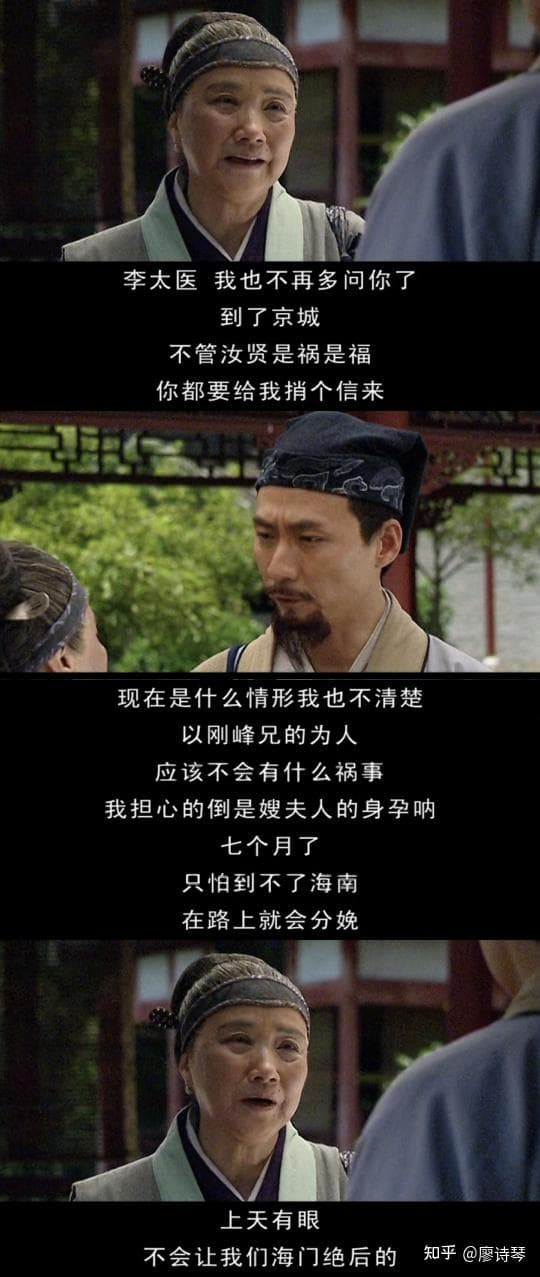 李太医 我也不再多问你了
到了京城
不管汝贤是祸是福
你都要给我捎个信来
现在是什么情形我也不清楚
以刚峰兄的为人
应该不会有什么祸事
我担心的倒是嫂夫人的身孕呐
七个月了
只怕到不了海南
在路上就会分娩
上天有眼
不会让我们海门绝后的
知乎 @廖诗琴